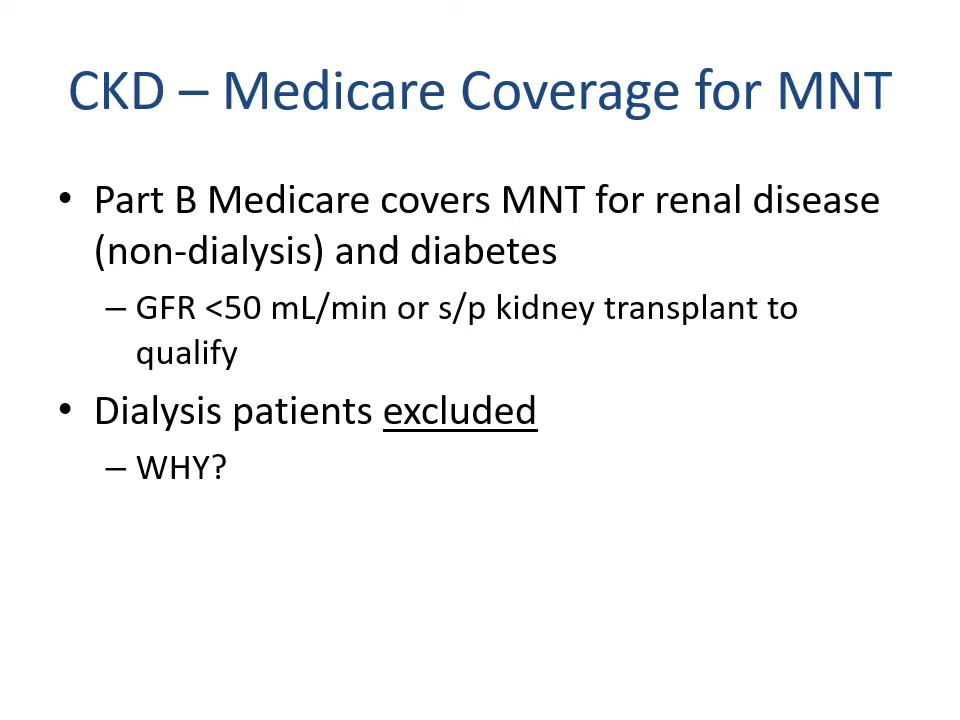 CKD – Medicare Coverage for MNT
• Part B Medicare covers MNT for renal disease
(non-dialysis) and diabetes
– GFR <50 mL/min or s/p kidney transplant to
qualify
• Dialysis patients excluded
– WHY?